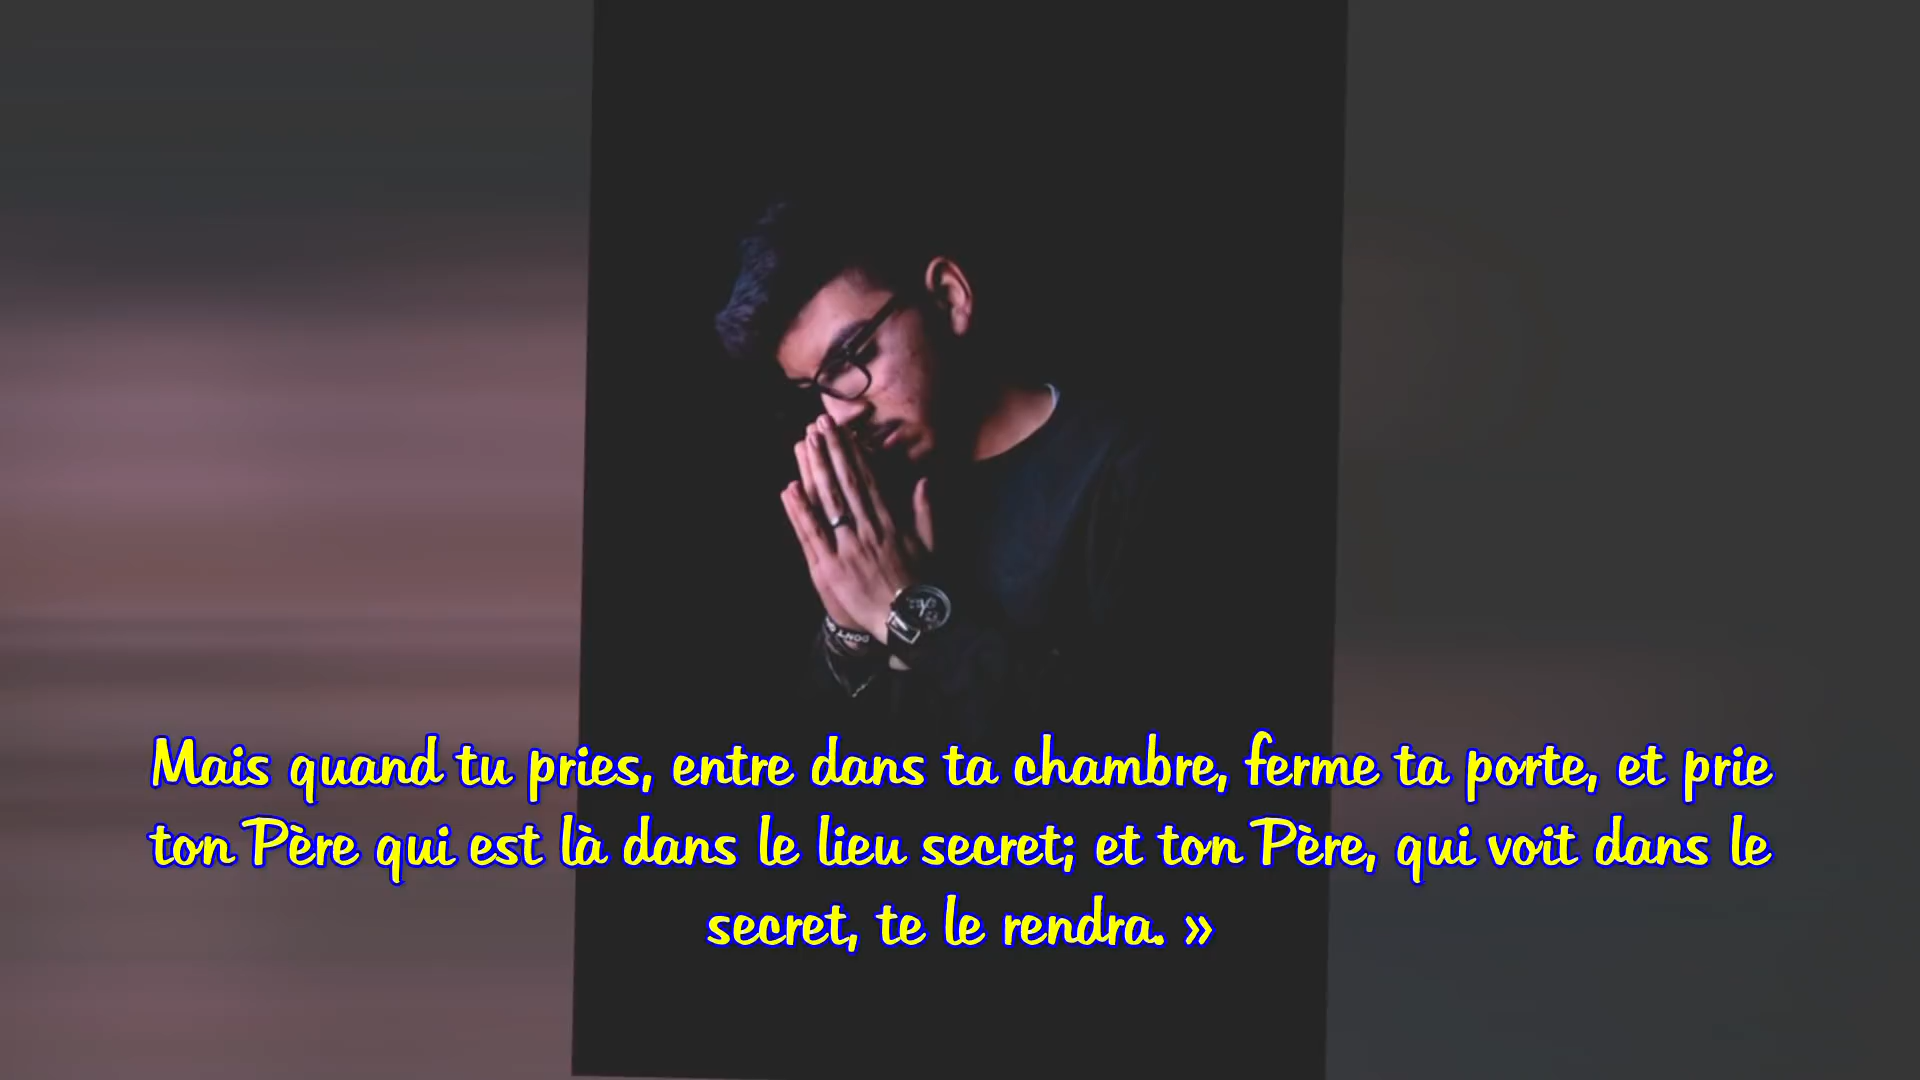 Mais quand tu pries, entre dans ta chambre, ferme ta porte, et prie
ton Père qui est là dans le lieu secret; et ton Père, qui voit dans le
secret, te le rendra. »
DON'T